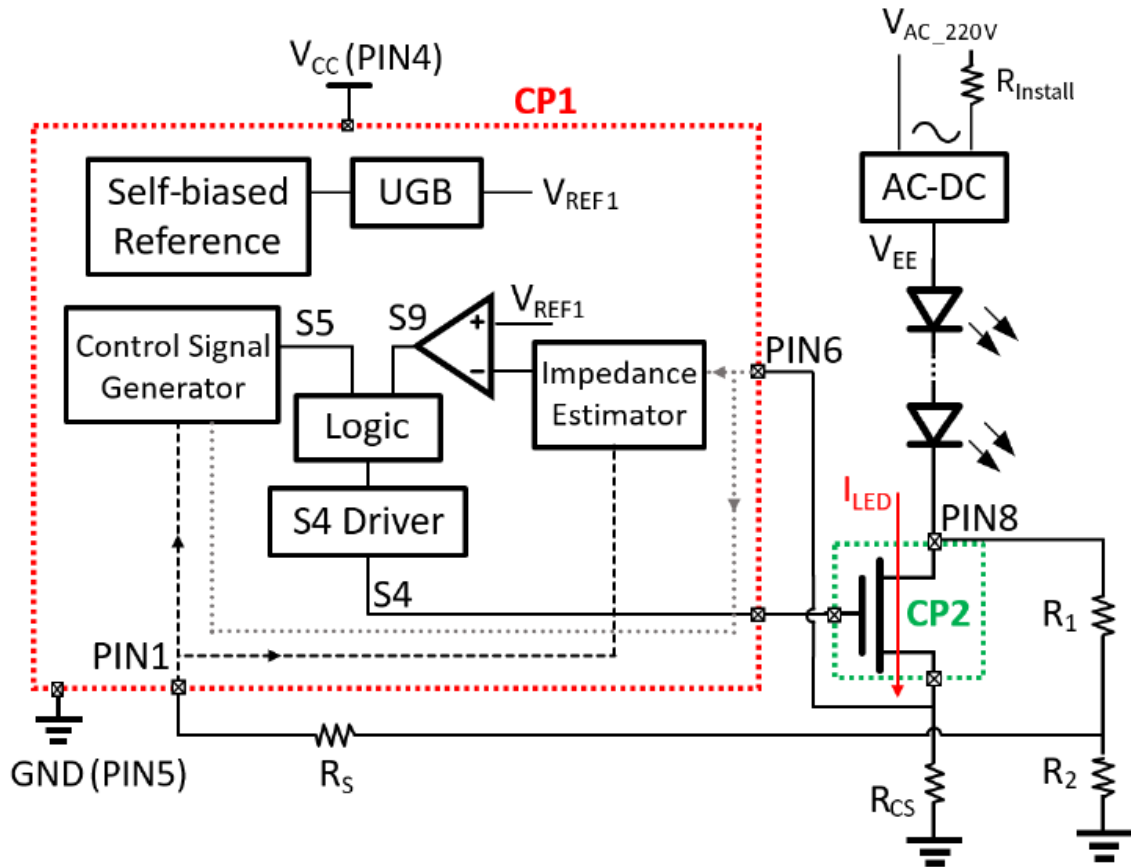 V_AC_220V
V_CC (PIN4)
R_Install
CP1
AC-DC
Self-biased
Reference
UGB
V_REF1
V_EE
S5
S9
+
V_REF1
Control Signal
Generator
−
Impedance
Estimator
PIN6
Logic
I_LED
PIN8
S4 Driver
S4
CP2
R_1
PIN1
GND (PIN5)
R_S
R_CS
R_2